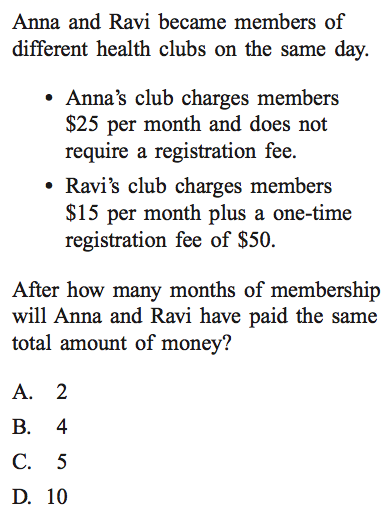 Anna and Ravi became members of
different health clubs on the same day.
• Anna’s club charges members
$25 per month and does not
require a registration fee.
• Ravi’s club charges members
$15 per month plus a one-time
registration fee of $50.
After how many months of membership
will Anna and Ravi have paid the same
total amount of money?
A. 2
B. 4
C. 5
D. 10